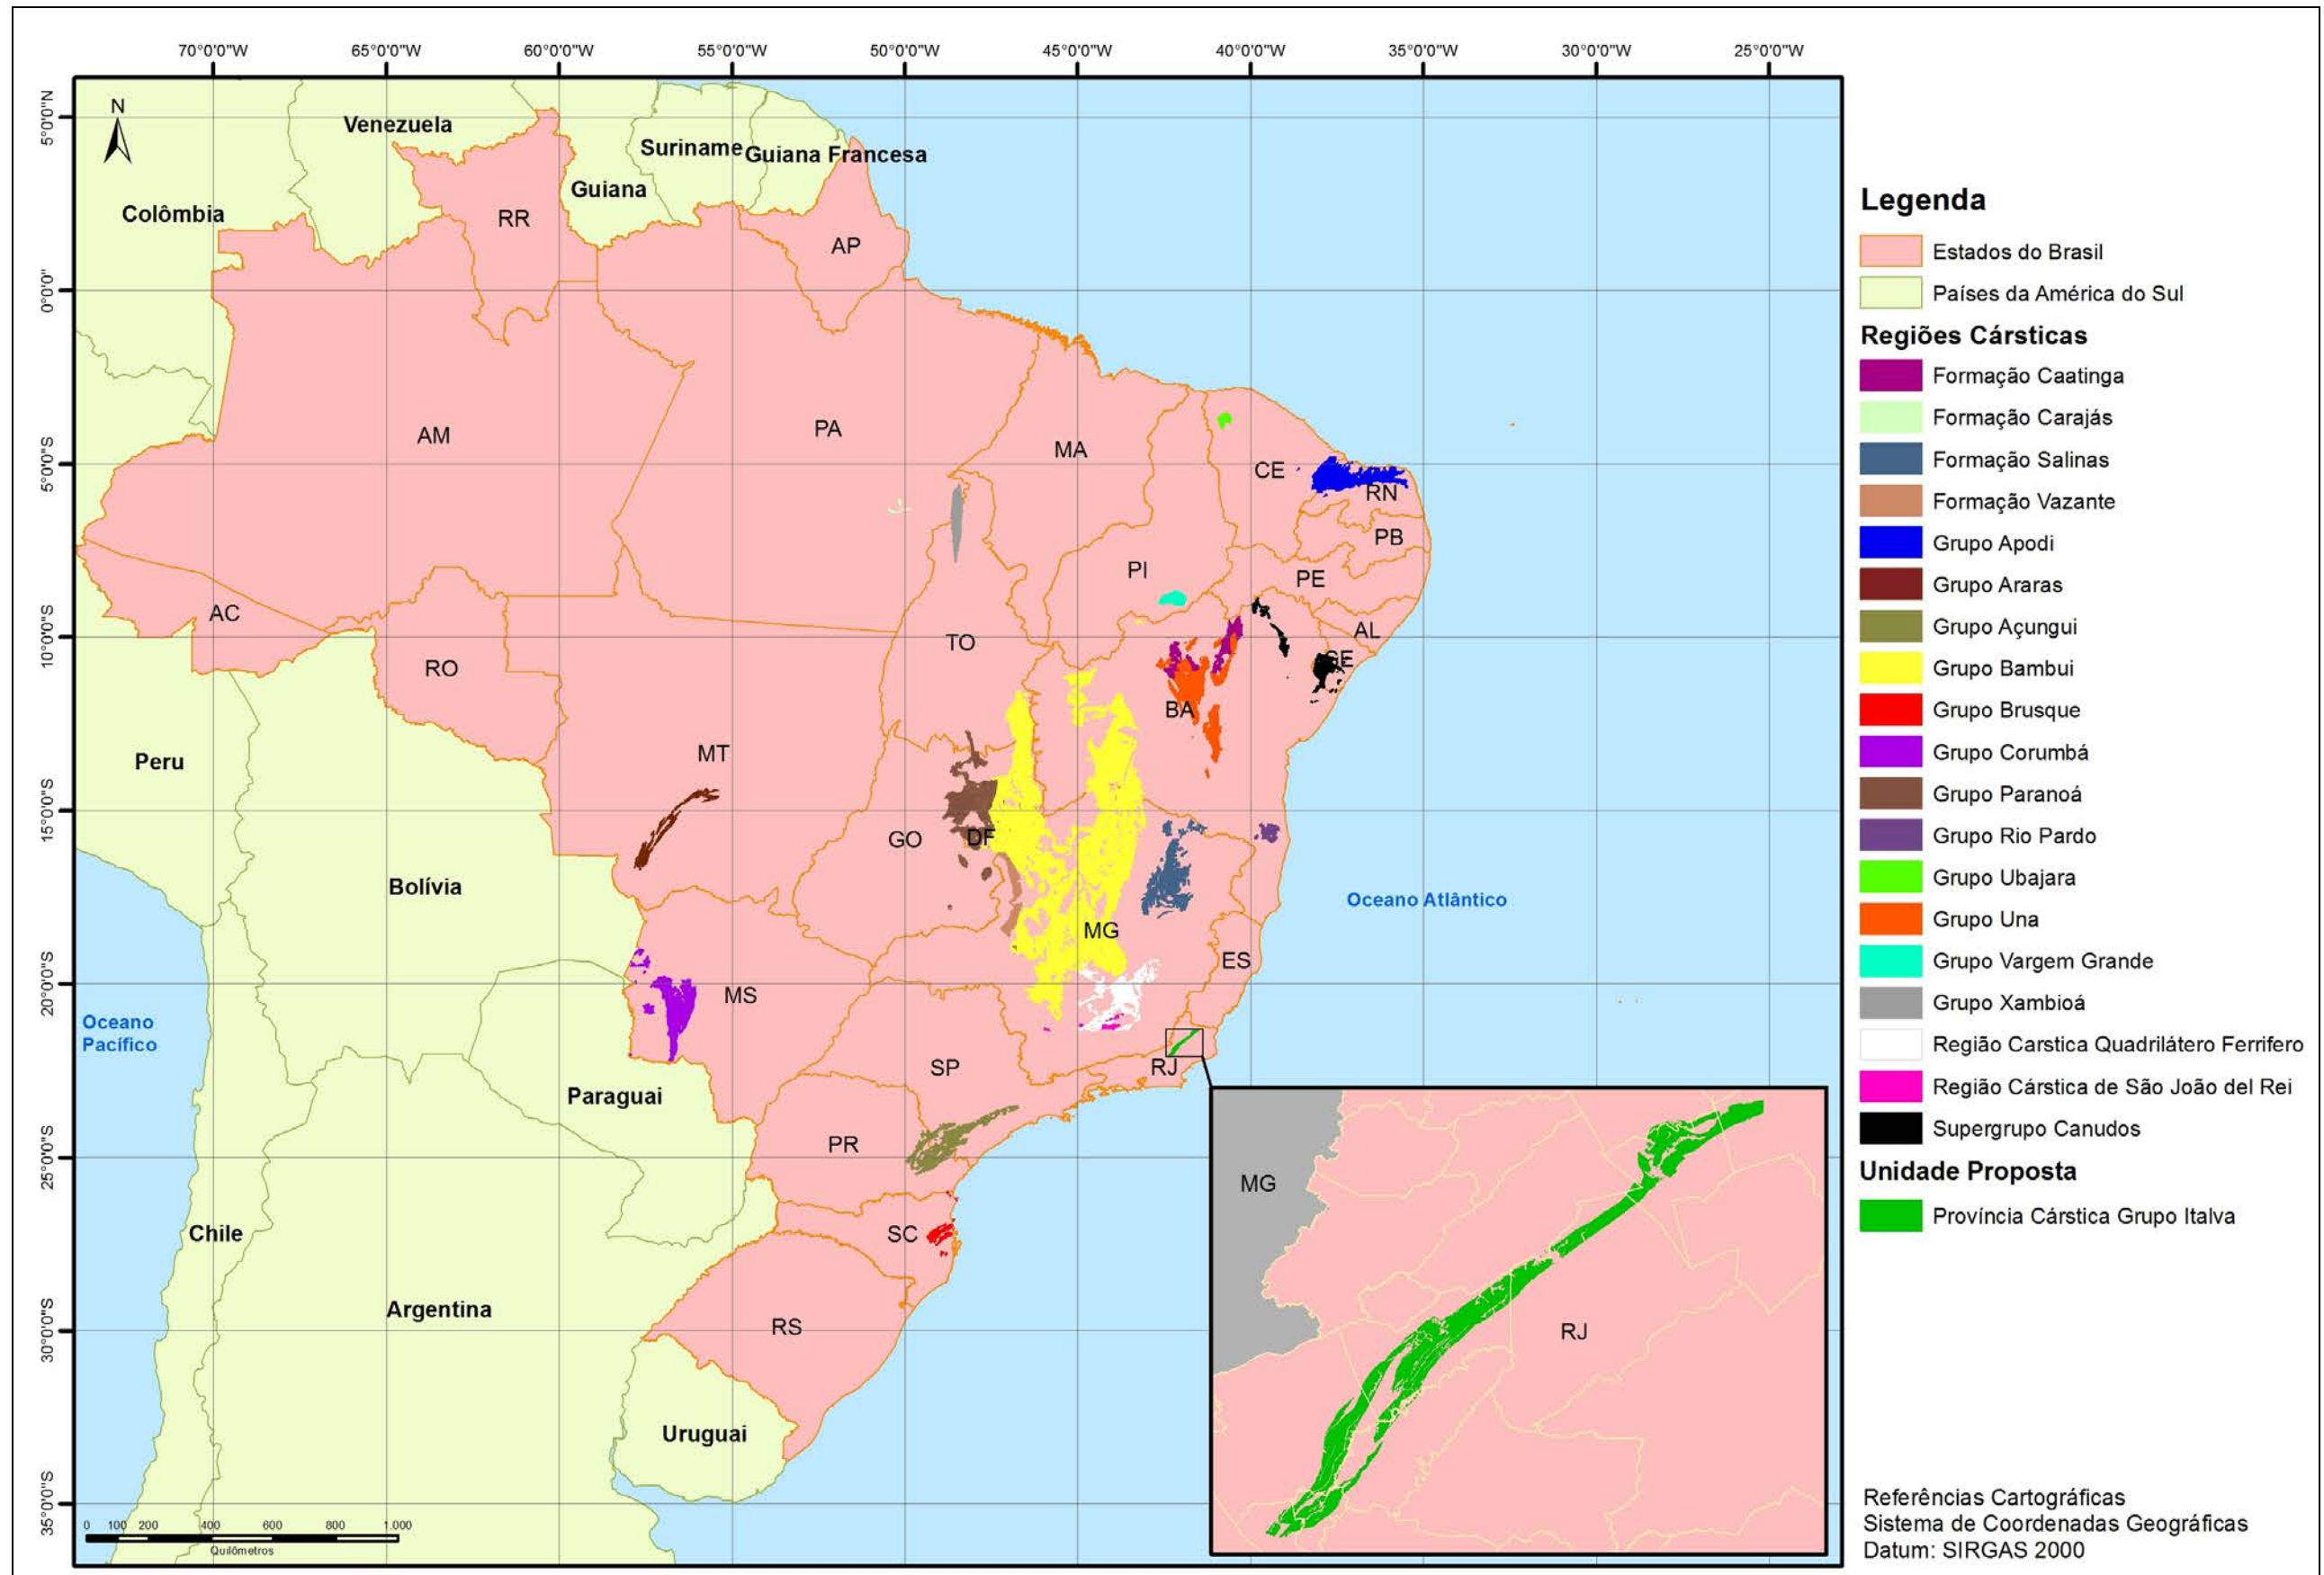 70°0'0"W
65°0'0"W
60°0'0"W
55°0'0"W
50°0'0"W
45°0'0"W
40°0'0"W
35°0'0"W
30°0'0"W
25°0'0"W
5°0'0"N
0°0'0"
5°0'0"S
10°0'0"S
15°0'0"S
20°0'0"S
25°0'0"S
30°0'0"S
35°0'0"S
N
Venezuela
Suriname
Guiana Francesa
Guiana
Colômbia
RR
AP
AM
PA
MA
CE
RN
PB
PI
PE
AC
AL
TO
SE
RO
BA
MT
Peru
GO
DF
Bolívia
Oceano Atlântico
MG
ES
MS
Oceano
Pacífico
SP
RJ
Paraguai
PR
SC
Chile
Argentina
RS
Uruguai
0 100 200 400 600 800 1.000
Quilômetros
MG
RJ
Legenda
Estados do Brasil
Países da América do Sul
Regiões Cársticas
Formação Caatinga
Formação Carajás
Formação Salinas
Formação Vazante
Grupo Apodi
Grupo Araras
Grupo Açungui
Grupo Bambui
Grupo Brusque
Grupo Corumbá
Grupo Paranoá
Grupo Rio Pardo
Grupo Ubajara
Grupo Una
Grupo Vargem Grande
Grupo Xambioá
Região Carstica Quadrilátero Ferrifero
Região Cárstica de São João del Rei
Supergrupo Canudos
Unidade Proposta
Província Cárstica Grupo Italva
Referências Cartográficas
Sistema de Coordenadas Geográficas
Datum: SIRGAS 2000